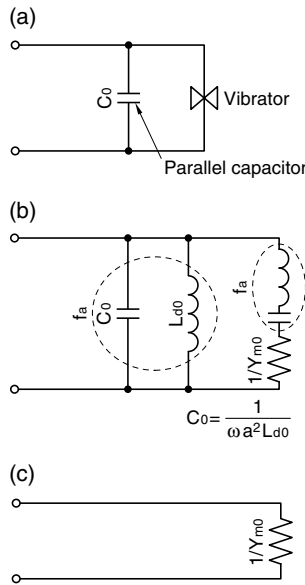 (a)
C0
Vibrator
Parallel capacitor
(b)
fa
C0
Ld0
fa
1/Ym0
C0= 1 / ωa²Ld0
(c)
1/Ym0